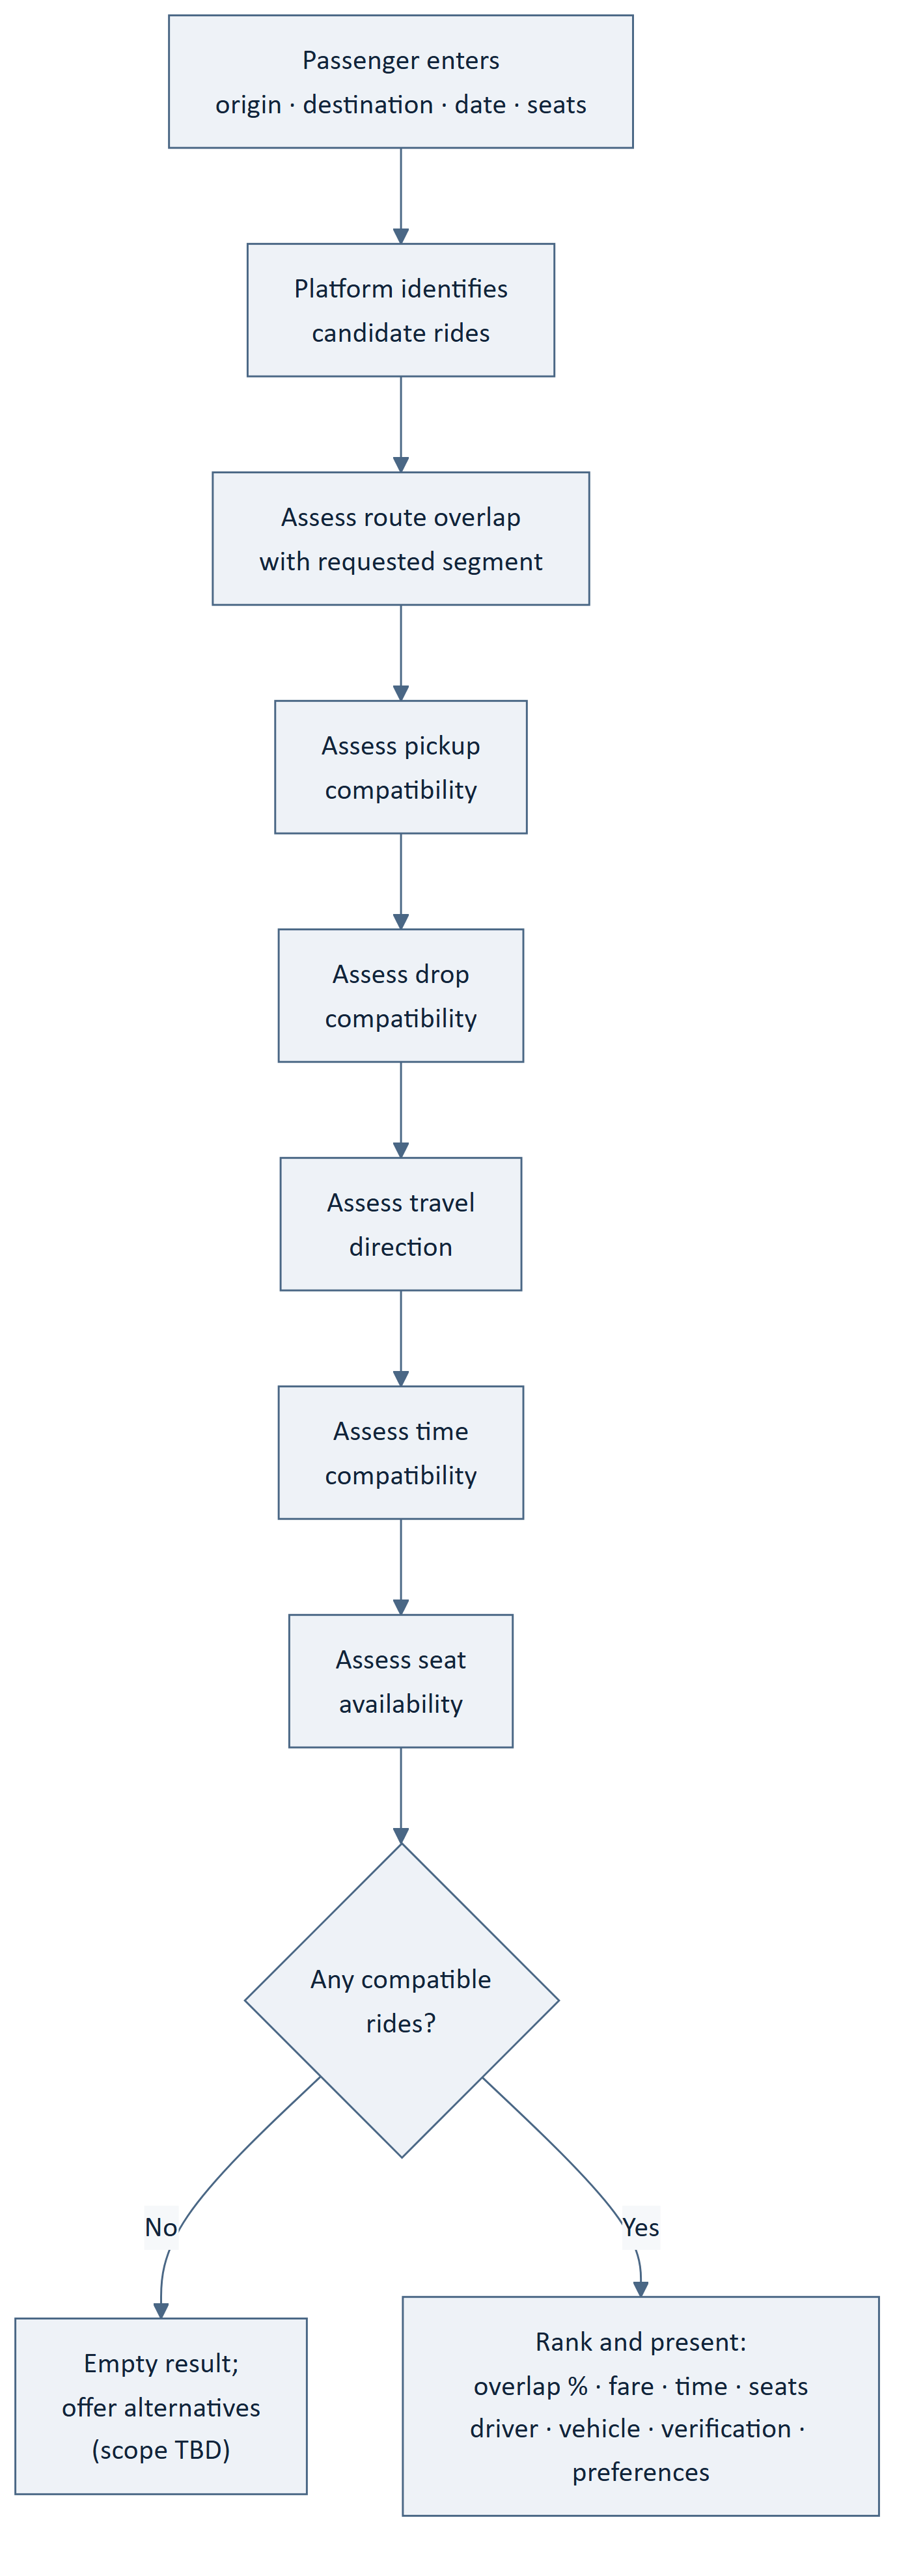 Passenger enters
origin · destination · date · seats
Platform identifies
candidate rides
Assess route overlap
with requested segment
Assess pickup
compatibility
Assess drop
compatibility
Assess travel
direction
Assess time
compatibility
Assess seat
availability
Any compatible
rides?
No
Yes
Empty result;
offer alternatives
(scope TBD)
Rank and present:
overlap % · fare · time · seats
driver · vehicle · verification ·
preferences